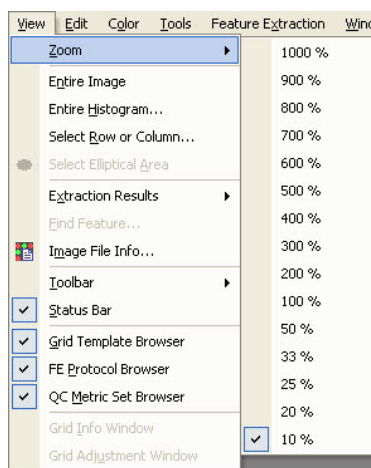 View Edit Color Tools Feature Extraction
Zoom
Entire Image
Entire Histogram...
Select Row or Column...
Select Elliptical Area
Extraction Results
Find Feature...
Image File Info...
Toolbar
Status Bar
Grid Template Browser
FE Protocol Browser
QC Metric Set Browser
Grid Info Window
Grid Adjustment Window
1000 %
900 %
800 %
700 %
600 %
500 %
400 %
300 %
200 %
100 %
50 %
33 %
25 %
20 %
10 %